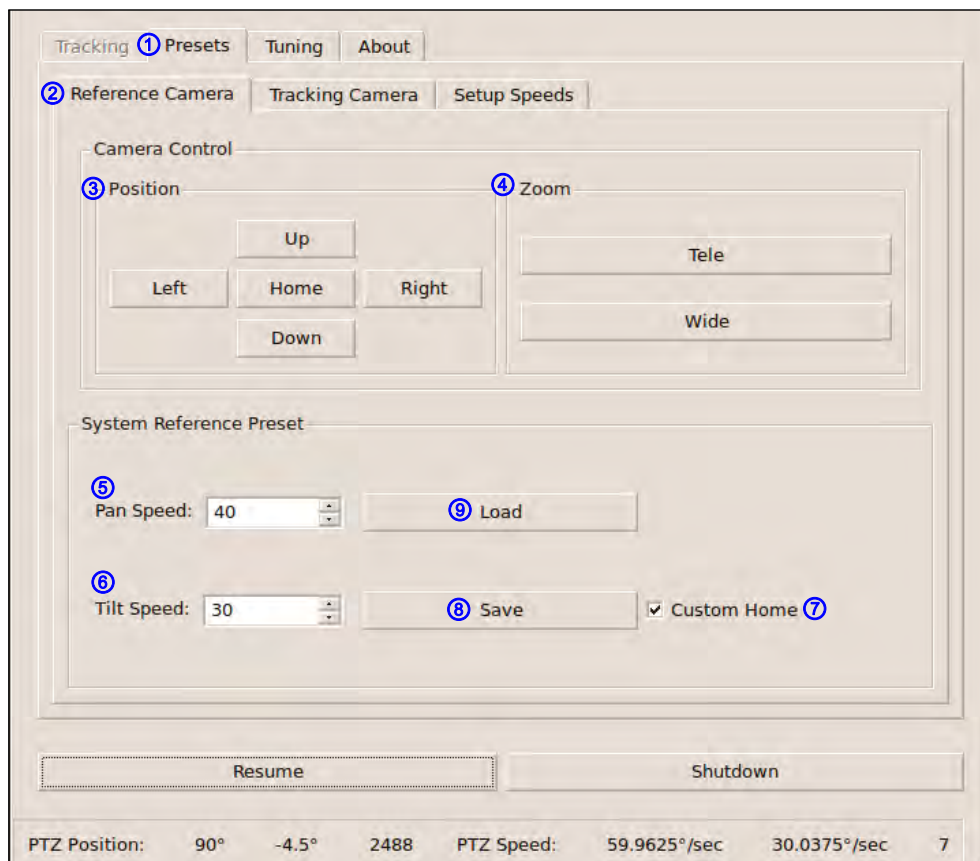 Tracking ① Presets Tuning About
② Reference Camera Tracking Camera Setup Speeds
Camera Control
③ Position ④ Zoom
Up
Tele
Left Home Right
Wide
Down
System Reference Preset
⑤
Pan Speed: 40 ⑨ Load
⑥
Tilt Speed: 30 ⑧ Save Custom Home ⑦
Resume Shutdown
PTZ Position: 90° -4.5° 2488 PTZ Speed: 59.9625°/sec 30.0375°/sec 7